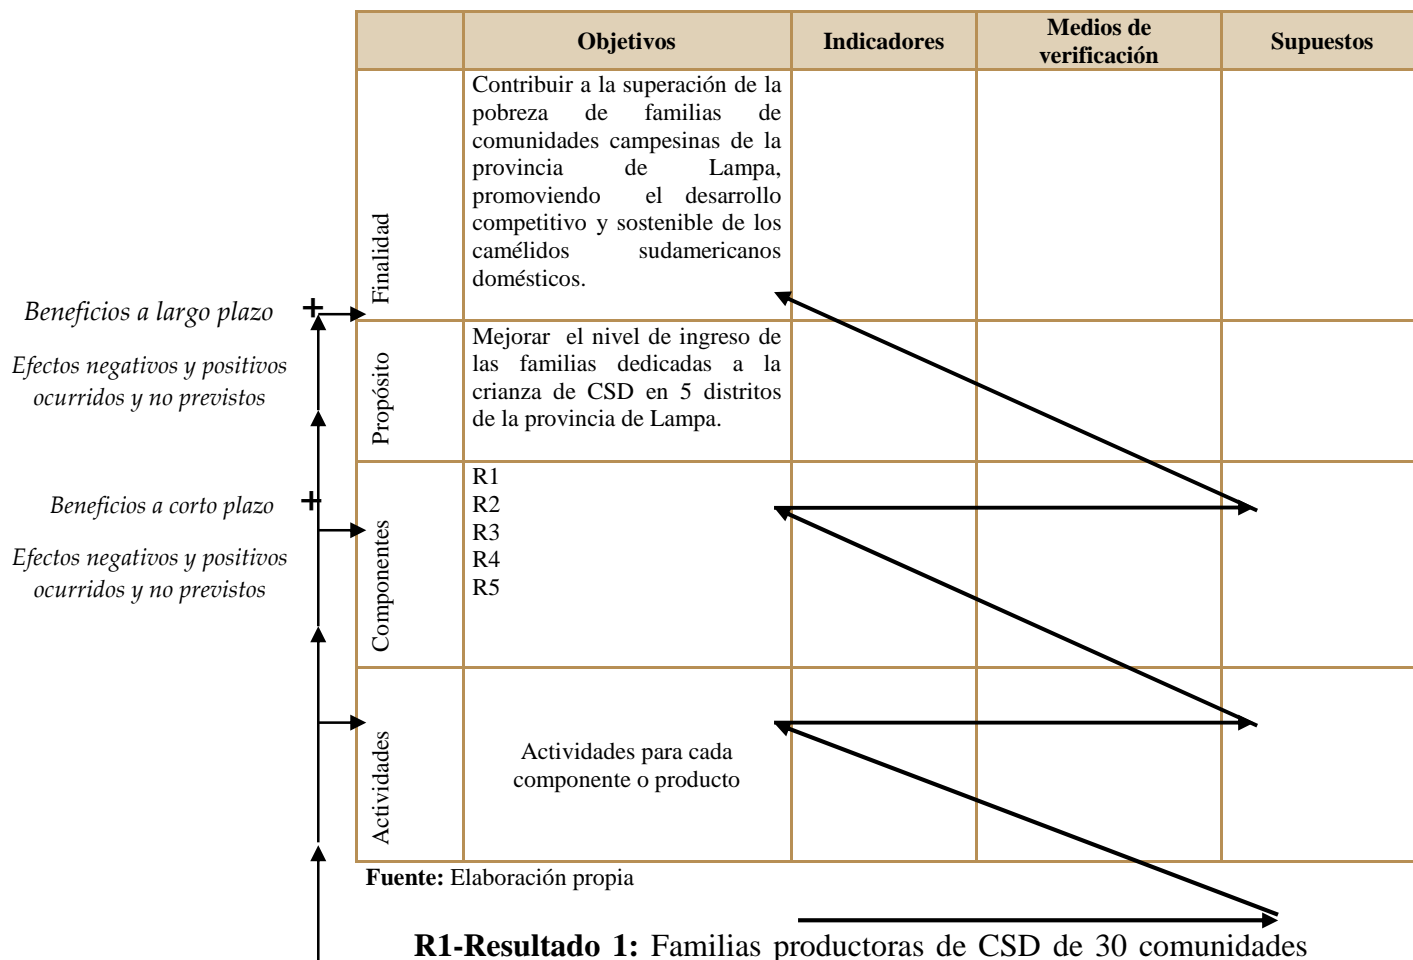 Objetivos
Indicadores
Medios de
verificación
Supuestos
Finalidad
Contribuir a la superación de la
pobreza de familias de
comunidades campesinas de la
provincia de Lampa,
promoviendo el desarrollo
competitivo y sostenible de los
camélidos sudamericanos
domésticos.
Beneficios a largo plazo
+
Efectos negativos y positivos
ocurridos y no previstos
Propósito
Mejorar el nivel de ingreso de
las familias dedicadas a la
crianza de CSD en 5 distritos
de la provincia de Lampa.
Beneficios a corto plazo
+
Efectos negativos y positivos
ocurridos y no previstos
Componentes
R1
R2
R3
R4
R5
Actividades
Actividades para cada
componente o producto
Fuente: Elaboración propia
R1-Resultado 1: Familias productoras de CSD de 30 comunidades